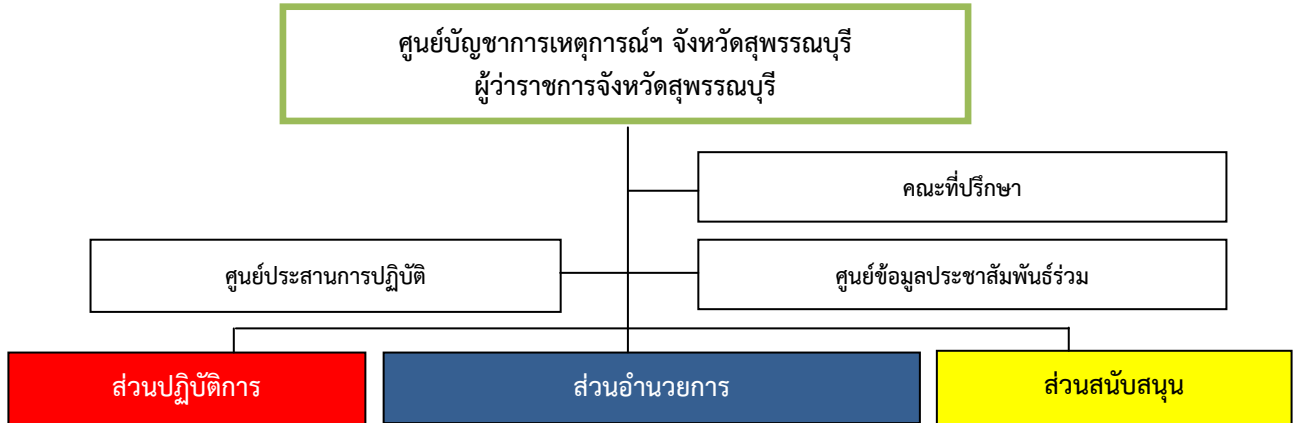 ศูนย์บัญชาการเหตุการณ์ฯ จังหวัดสุพรรณบุรี
ผู้ว่าราชการจังหวัดสุพรรณบุรี
คณะที่ปรึกษา
ศูนย์ประสานการปฏิบัติ
ศูนย์ข้อมูลประชาสัมพันธ์ร่วม
ส่วนปฏิบัติการ
ส่วนอำนวยการ
ส่วนสนับสนุน